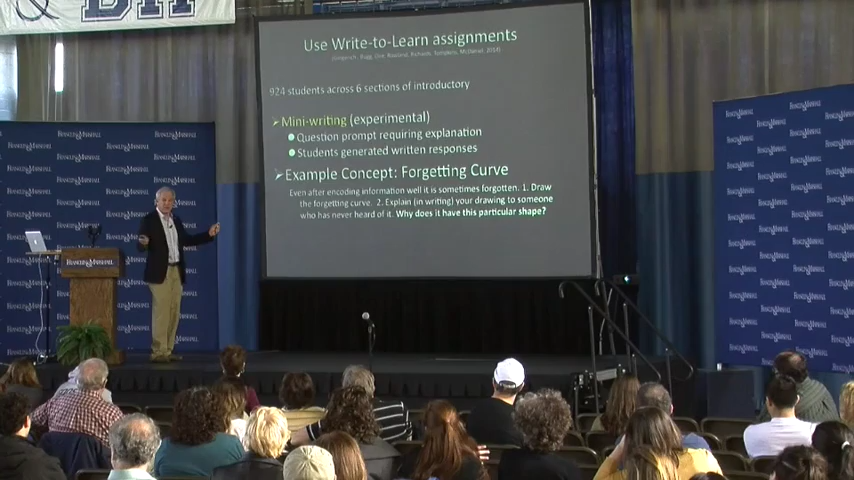 Use Write-to-Learn assignments
924 students across 6 sections of introductory
Mini-writing (experimental)
Question prompt requiring explanation
Students generated written responses
Example Concept: Forgetting Curve
Even after encoding information well it is sometimes forgotten. 1. Draw
the forgetting curve. 2. Explain (in writing) your drawing to someone
who has never heard of it. Why does it have this particular shape?
FRANKLIN & MARSHALL